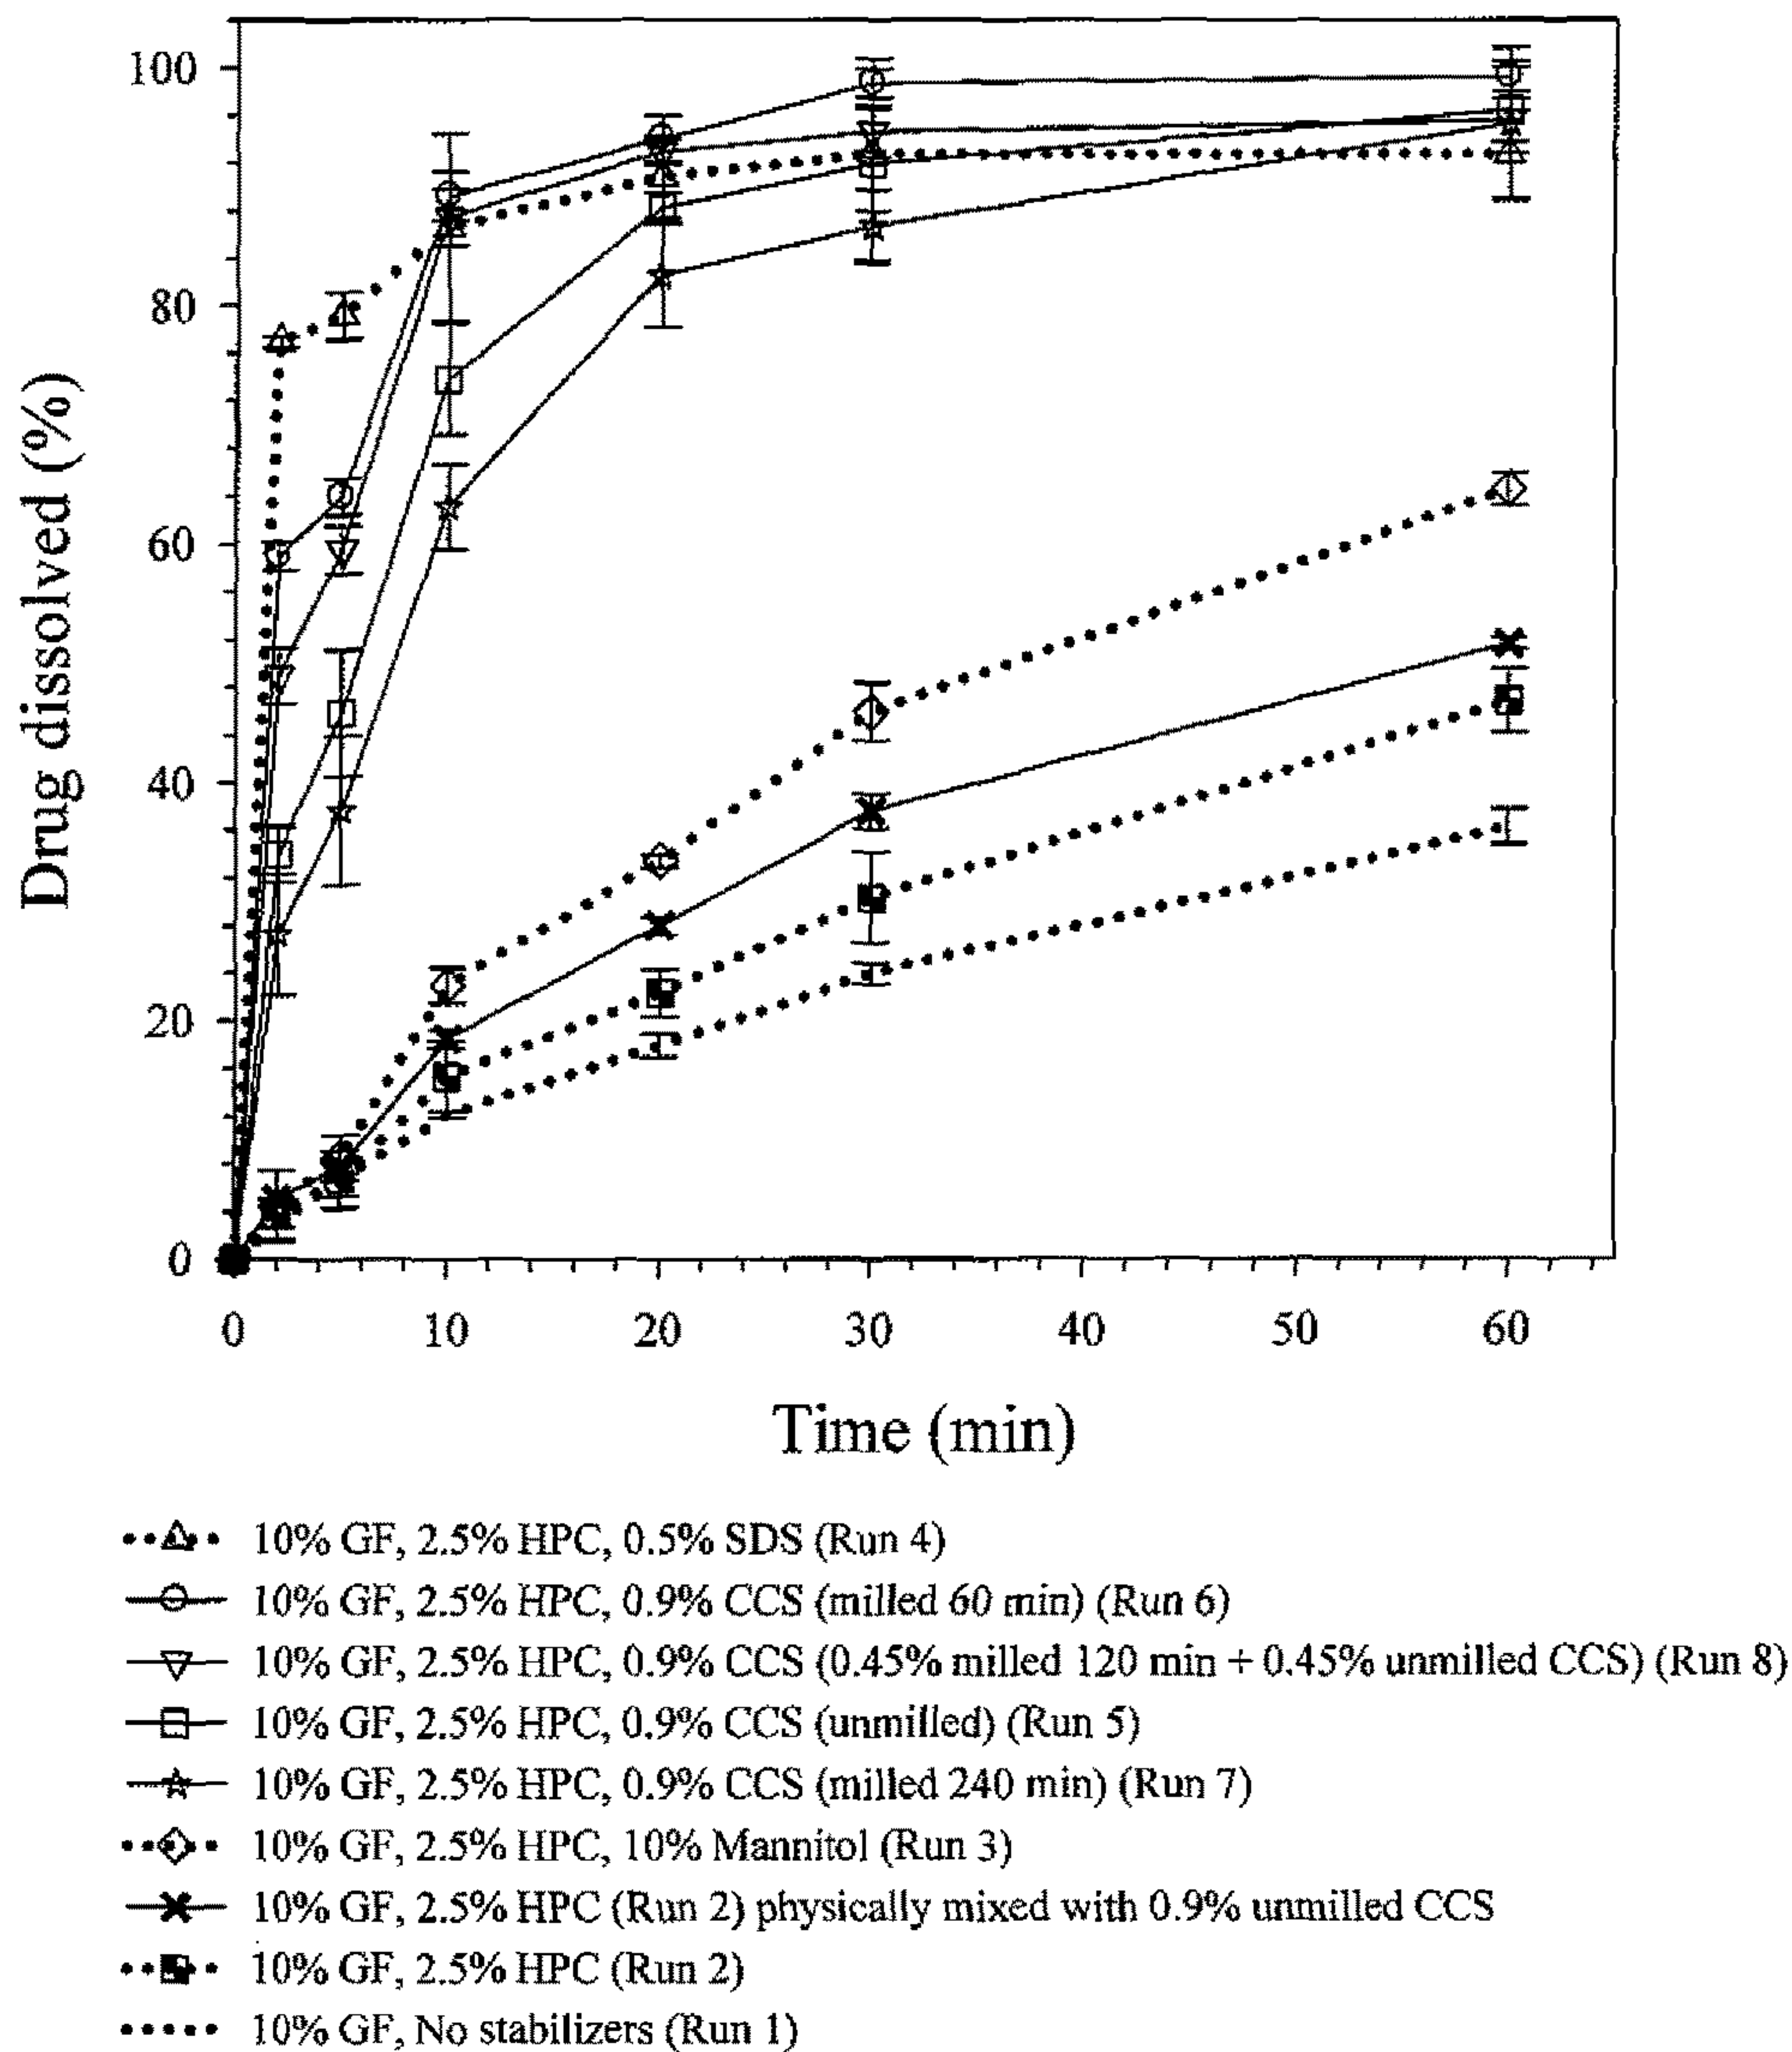 Drug dissolved (%)
100
80
60
40
20
0
0 10 20 30 40 50 60
Time (min)
10% GF, 2.5% HPC, 0.5% SDS (Run 4)
10% GF, 2.5% HPC, 0.9% CCS (milled 60 min) (Run 6)
10% GF, 2.5% HPC, 0.9% CCS (0.45% milled 120 min + 0.45% unmilled CCS) (Run 8)
10% GF, 2.5% HPC, 0.9% CCS (unmilled) (Run 5)
10% GF, 2.5% HPC, 0.9% CCS (milled 240 min) (Run 7)
10% GF, 2.5% HPC, 10% Mannitol (Run 3)
10% GF, 2.5% HPC (Run 2) physically mixed with 0.9% unmilled CCS
10% GF, 2.5% HPC (Run 2)
10% GF, No stabilizers (Run 1)